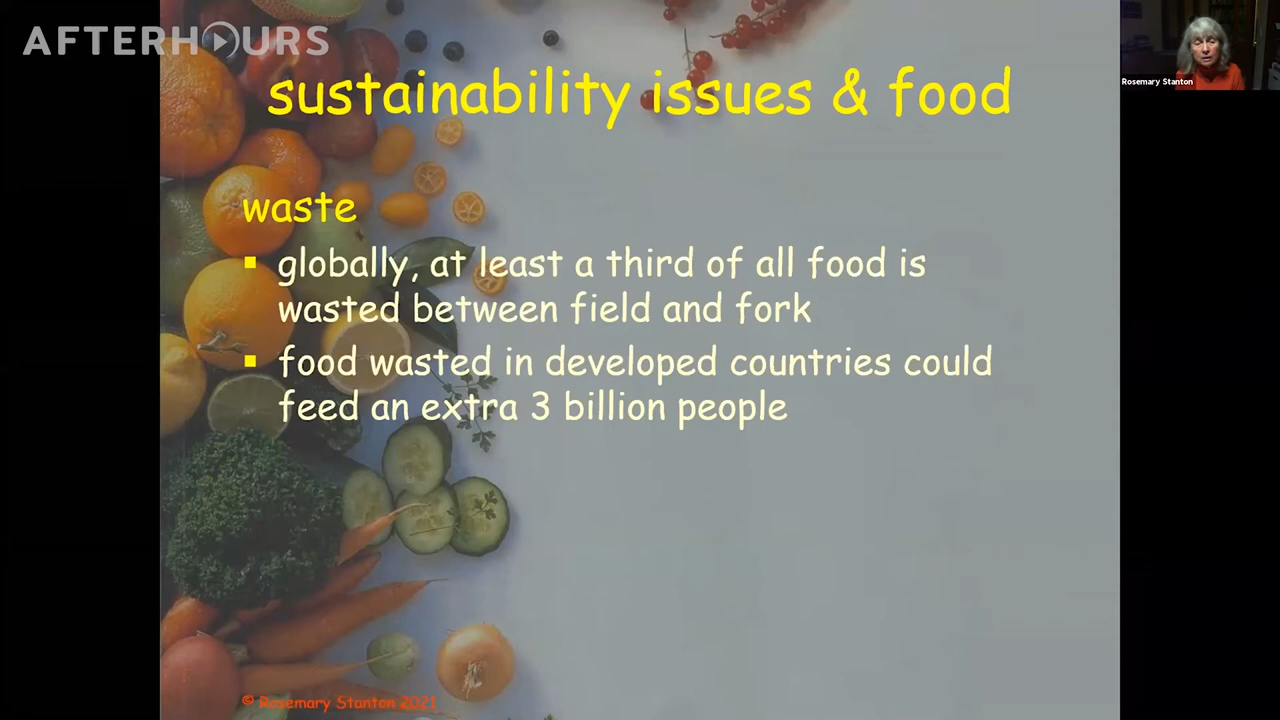 AFTERHOURS
Rosemary Stanton
sustainability issues & food
waste
▪ globally, at least a third of all food is
wasted between field and fork
▪ food wasted in developed countries could
feed an extra 3 billion people
© Rosemary Stanton 2021